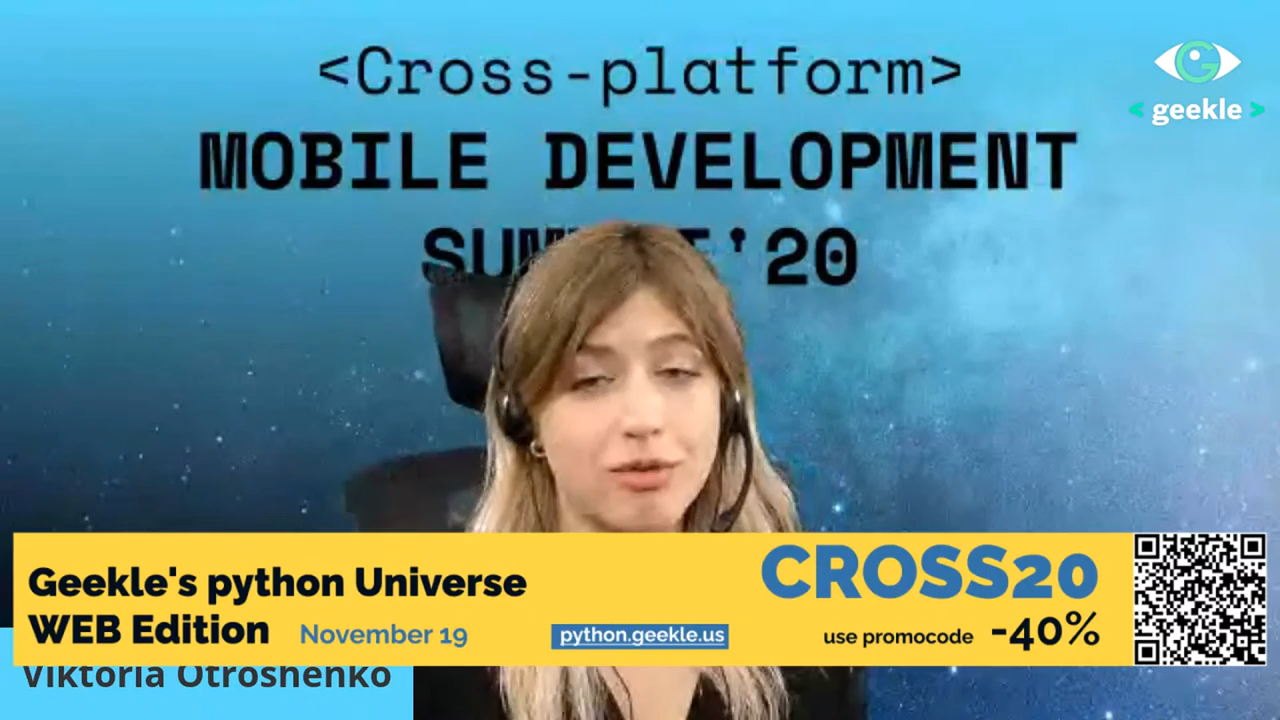 <Cross-platform>
MOBILE DEVELOPMENT
'20
< geekle >
Geekle's python Universe
WEB Edition
November 19
python.geekle.us
CROSS20
use promocode -40%
Viktoria Otroshenko